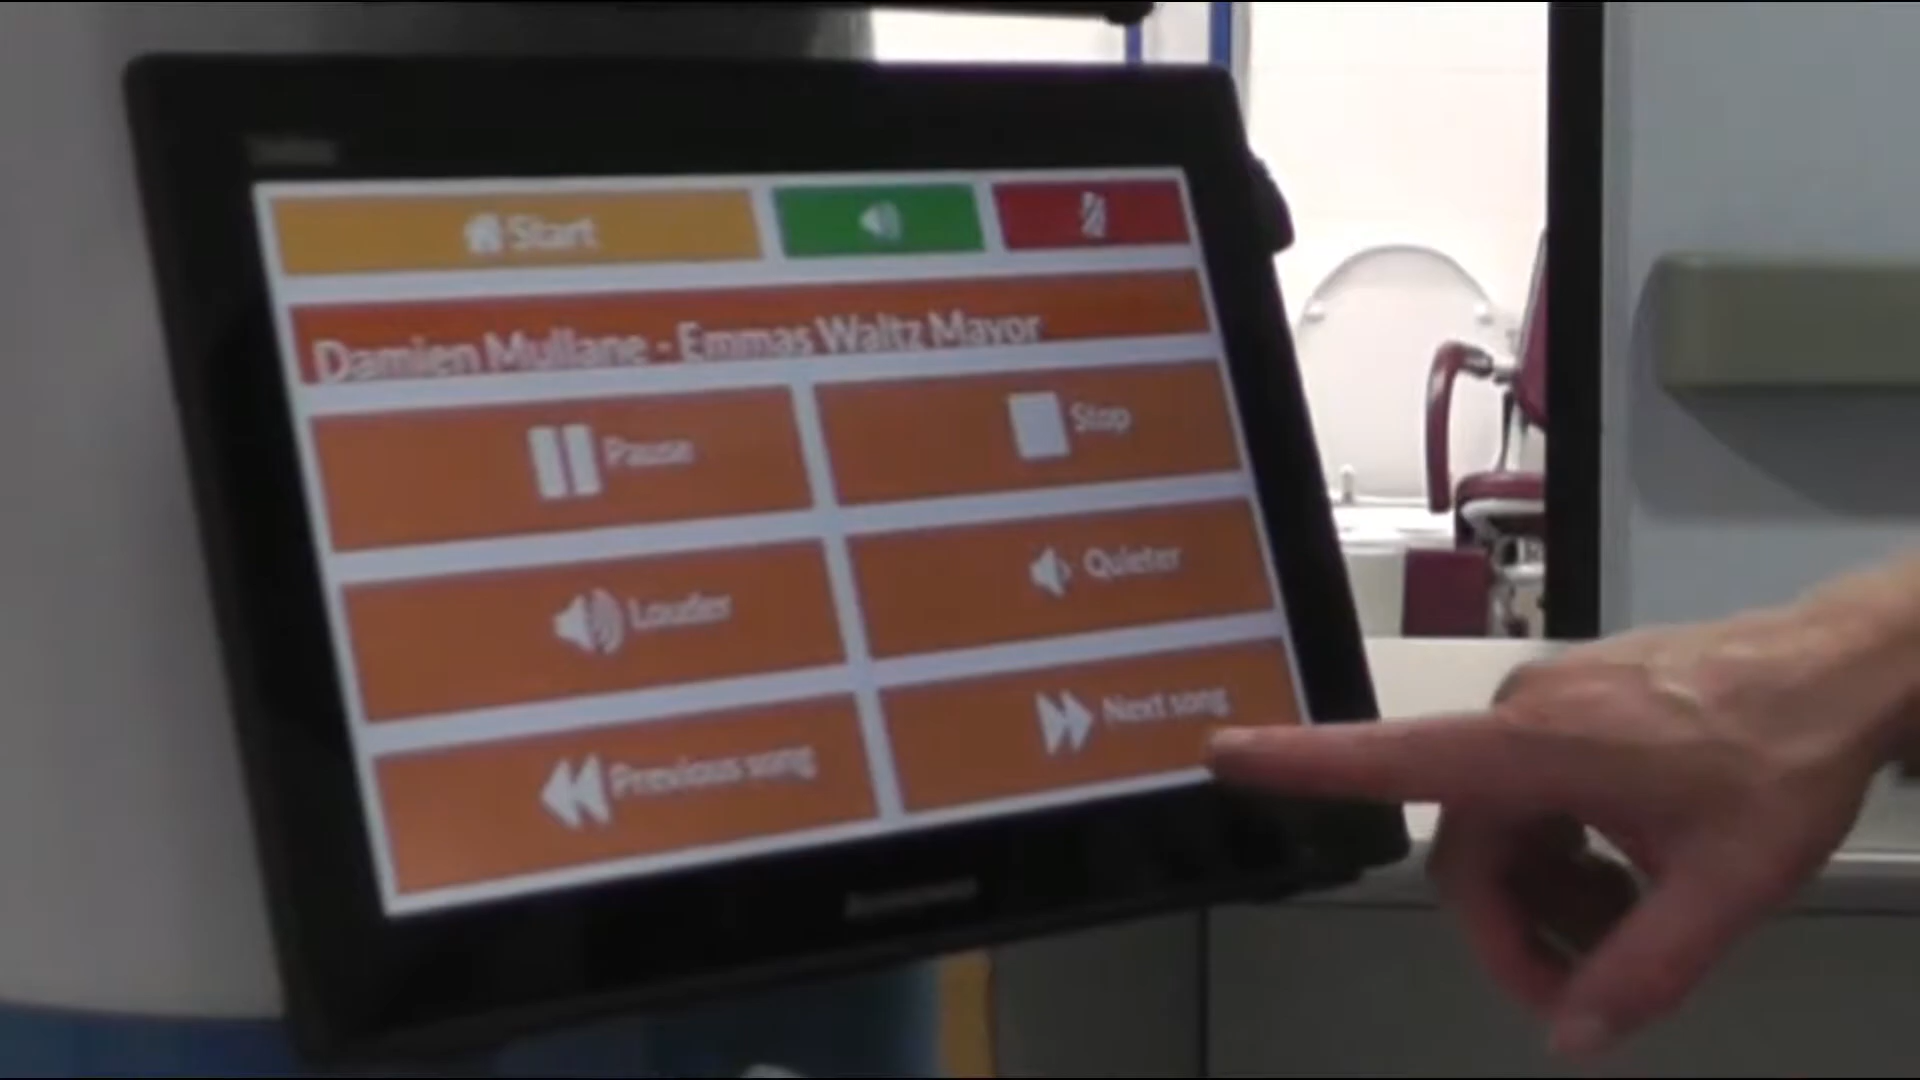 Start
Damien Mullane - Emmas Waltz Mayor
Pause
Stop
Louder
Quieter
Previous song
Next song